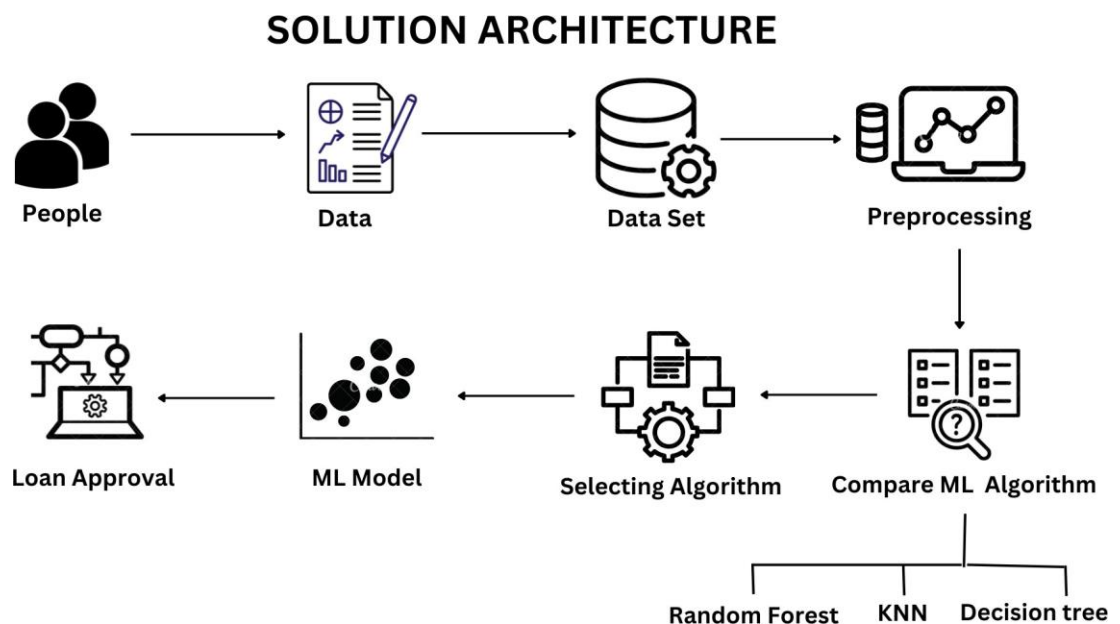 SOLUTION ARCHITECTURE
People
Data
Data Set
Preprocessing
Loan Approval
ML Model
Selecting Algorithm
Compare ML Algorithm
?
Random Forest
KNN
Decision tree